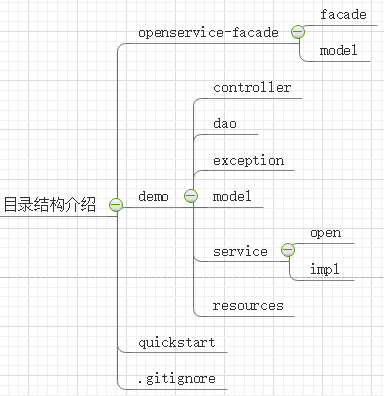 目录结构介绍
openservice-facade
facade
model
demo
controller
dao
exception
model
service
open
impl
resources
quickstart
.gitignore